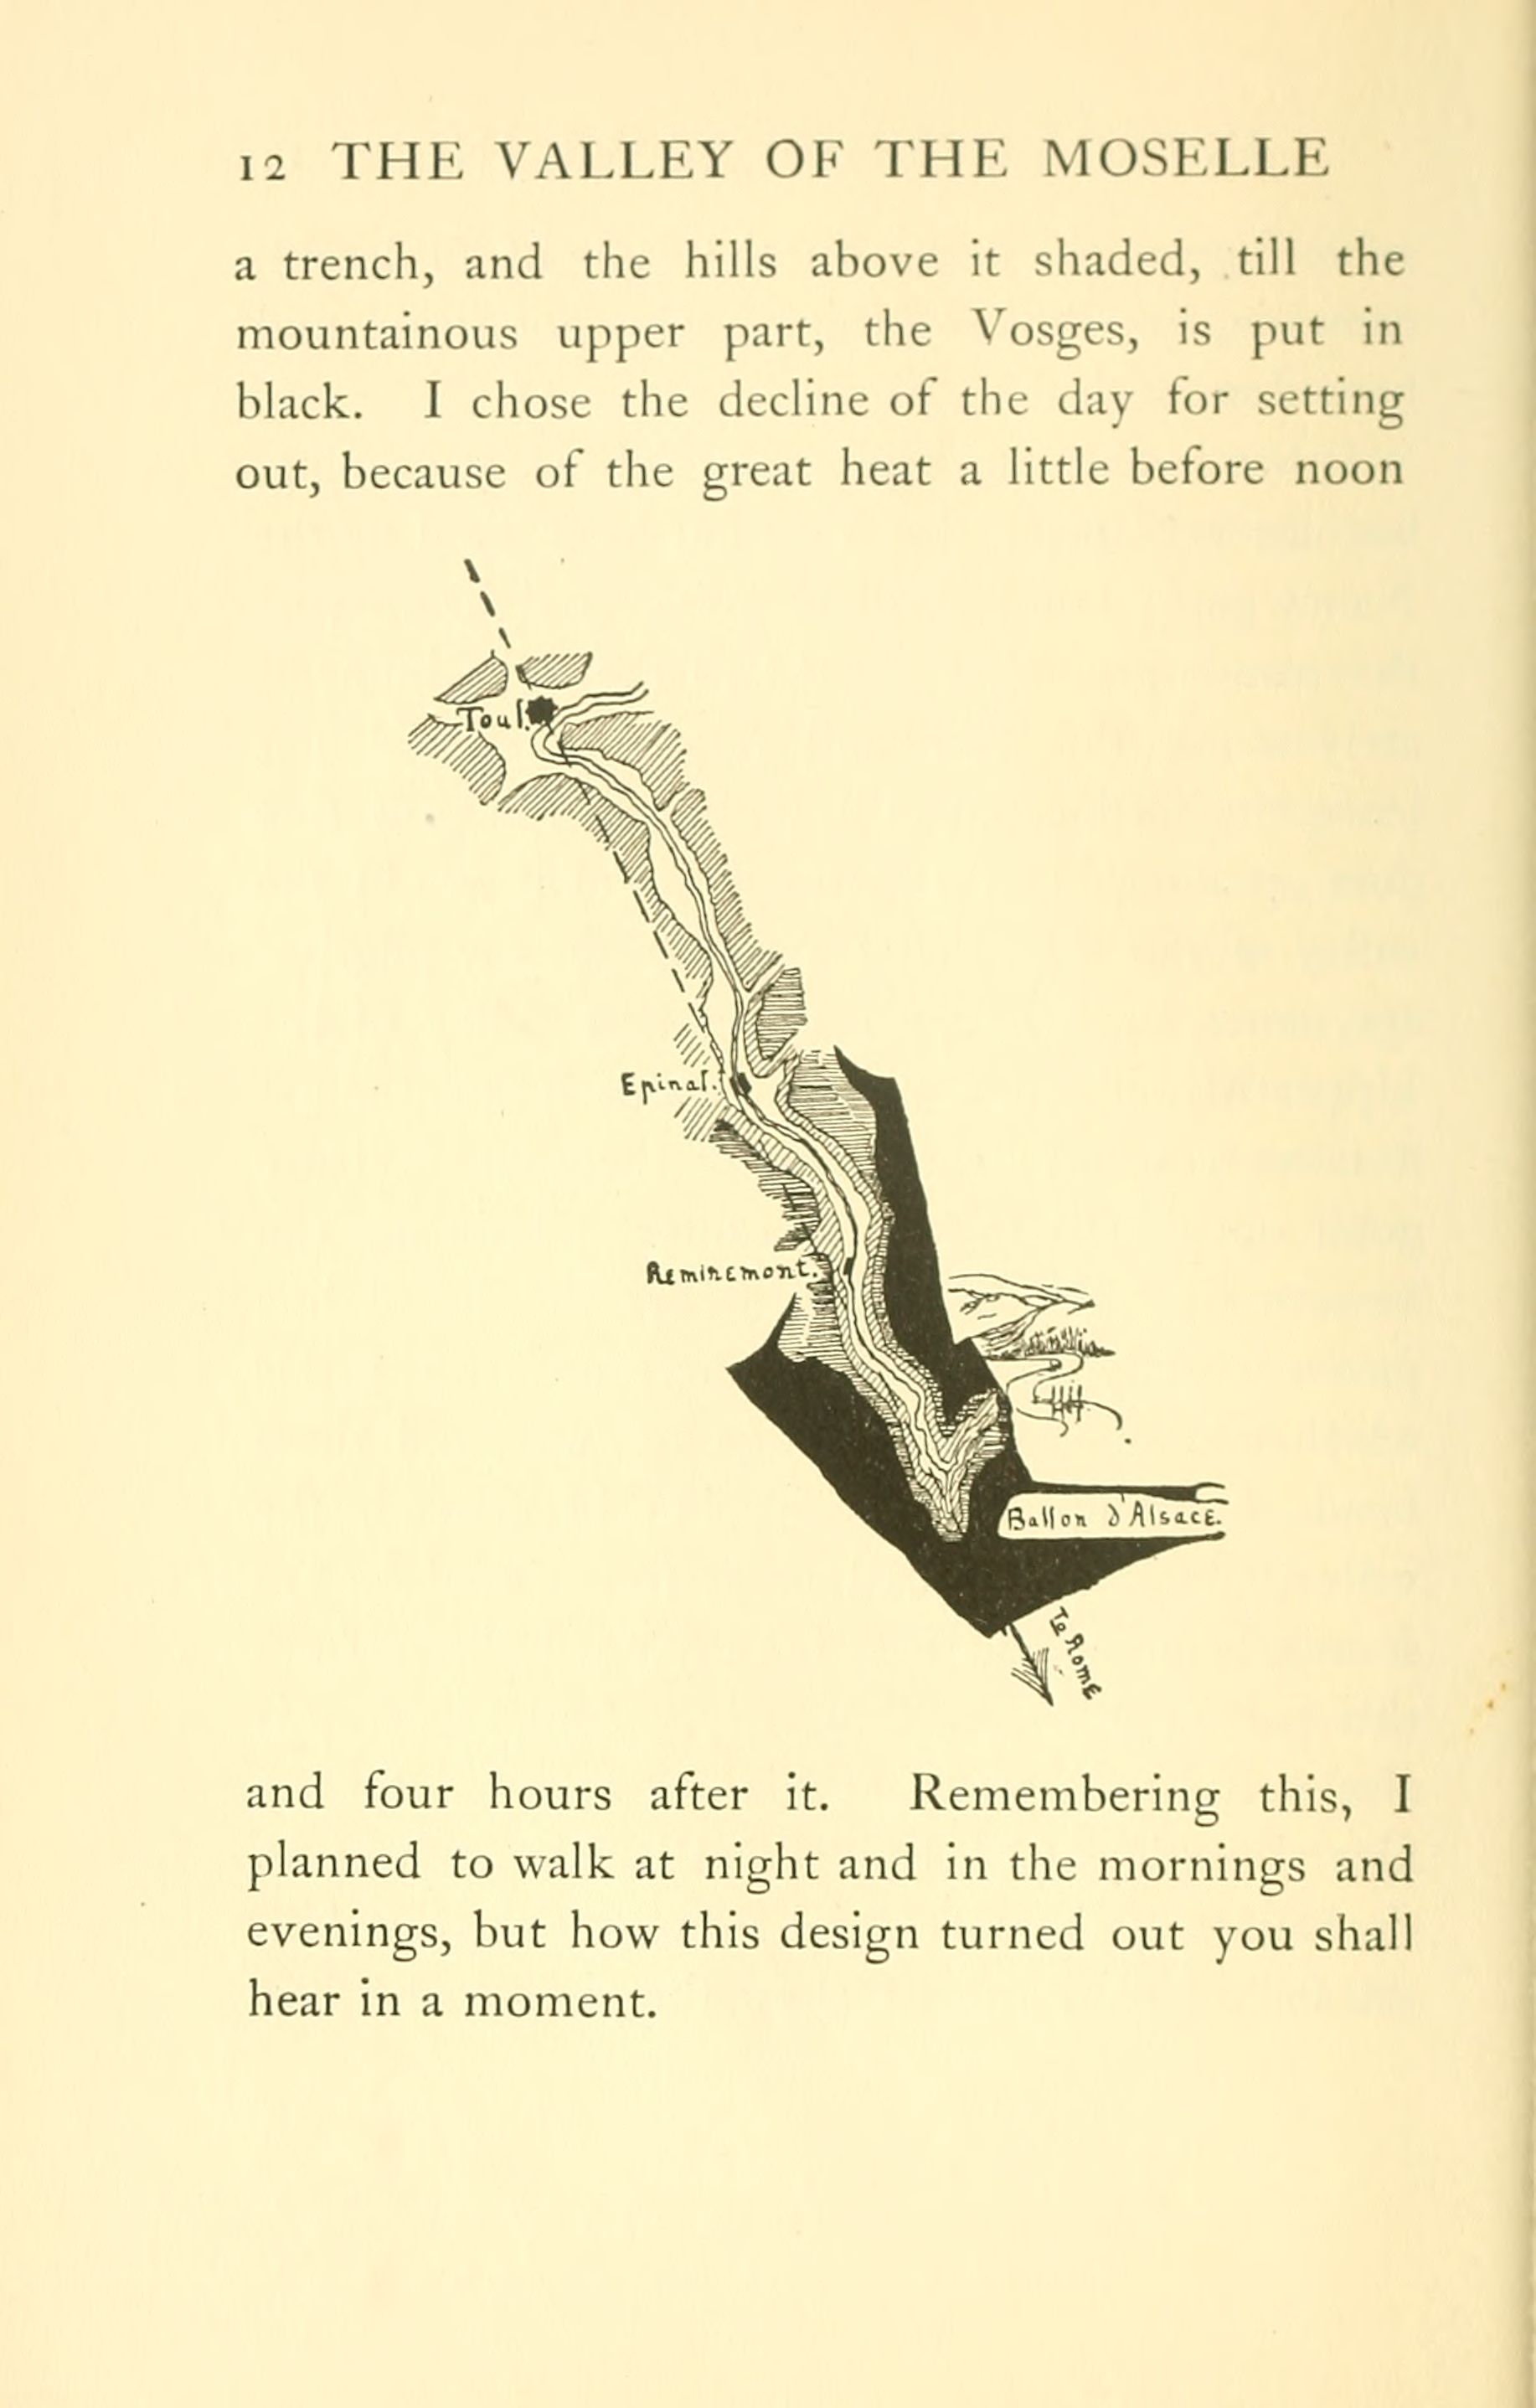 12 THE VALLEY OF THE MOSELLE
a trench, and the hills above it shaded, till the
mountainous upper part, the Vosges, is put in
black. I chose the decline of the day for setting
out, because of the great heat a little before noon
Toul.
Epinal.
Remiremont.
Ballon d'Alsace.
To Rome
and four hours after it. Remembering this, I
planned to walk at night and in the mornings and
evenings, but how this design turned out you shall
hear in a moment.